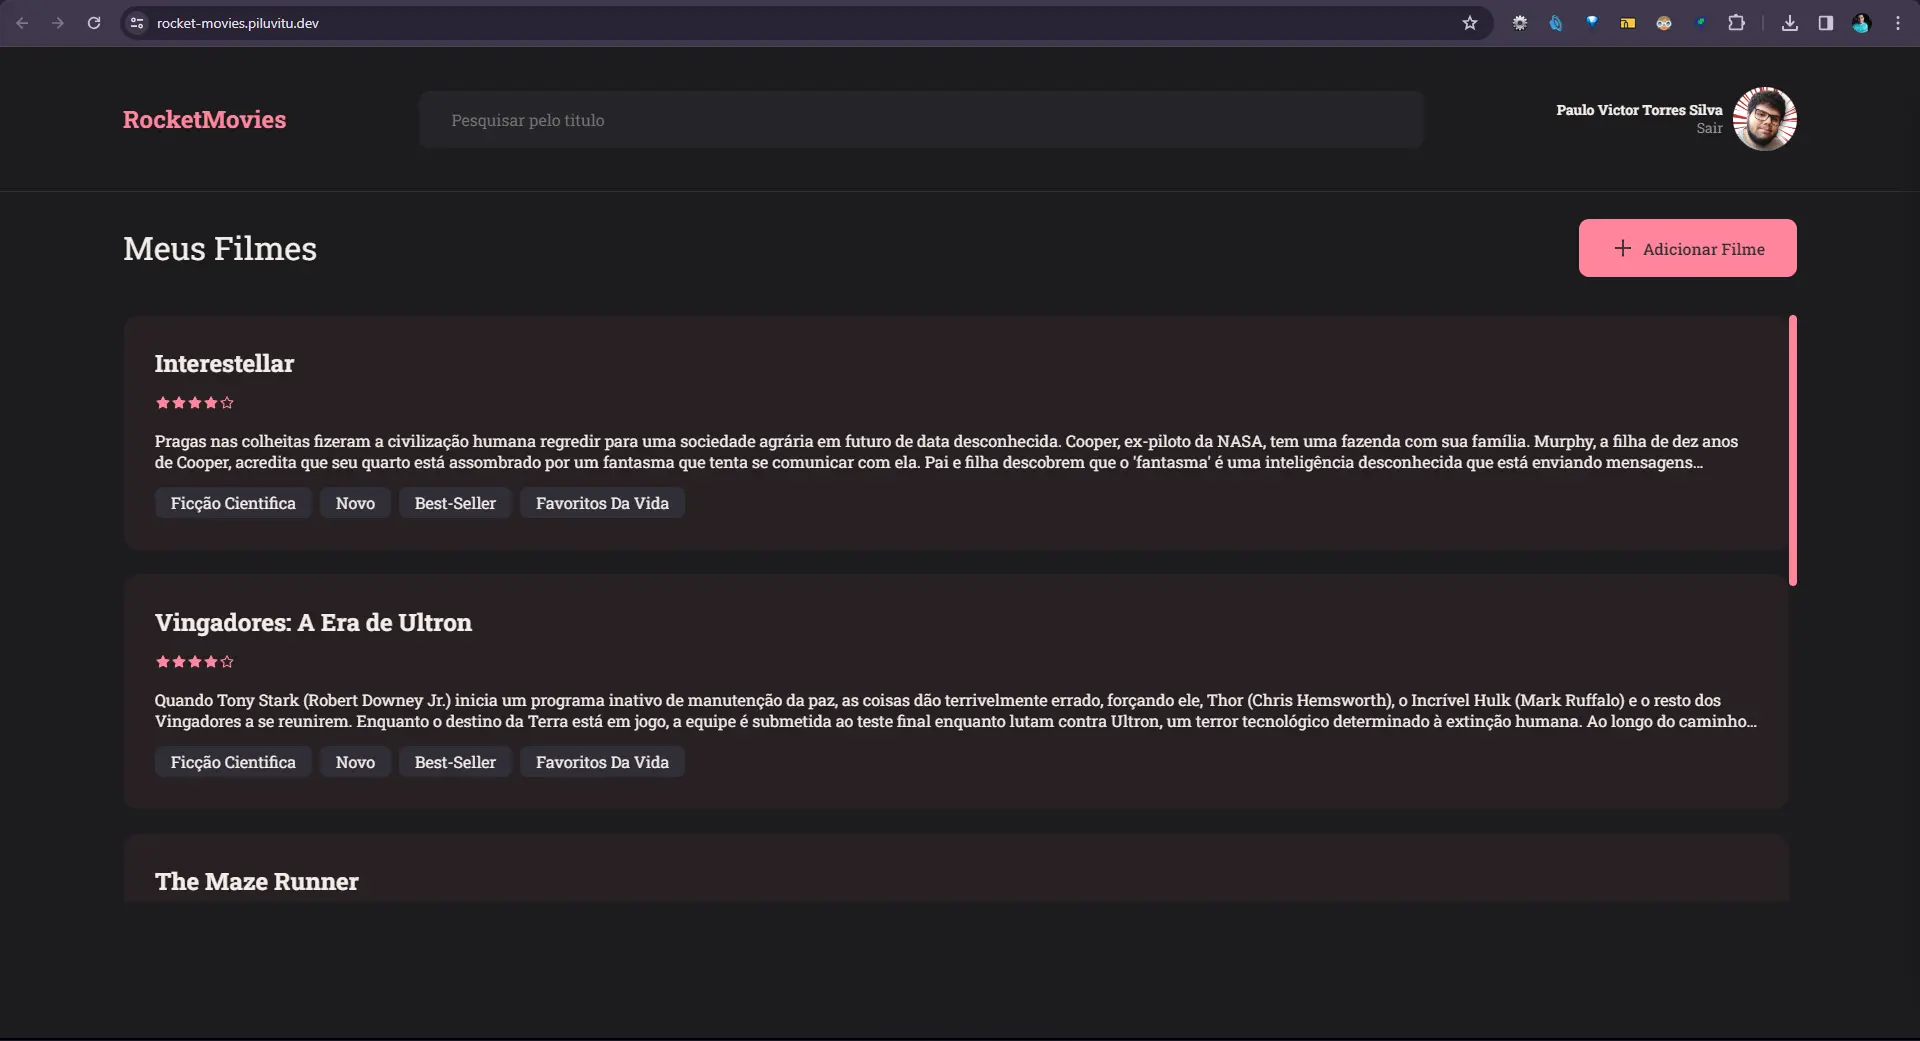 rocket-movies.piluvitu.dev
RocketMovies
Pesquisar pelo titulo
Paulo Victor Torres Silva
Sair
Meus Filmes
Adicionar Filme
Interestellar
Pragas nas colheitas fizeram a civilização humana regredir para uma sociedade agrária em futuro de data desconhecida. Cooper, ex-piloto da NASA, tem uma fazenda com sua família. Murphy, a filha de dez anos
de Cooper, acredita que seu quarto está assombrado por um fantasma que tenta se comunicar com ela. Pai e filha descobrem que o 'fantasma' é uma inteligência desconhecida que está enviando mensagens...
Ficção Cientifica Novo Best-Seller Favoritos Da Vida
Vingadores: A Era de Ultron
Quando Tony Stark (Robert Downey Jr.) inicia um programa inativo de manutenção da paz, as coisas dão terrivelmente errado, forçando ele, Thor (Chris Hemsworth), o Incrível Hulk (Mark Ruffalo) e o resto dos
Vingadores a se reunirem. Enquanto o destino da Terra está em jogo, a equipe é submetida ao teste final enquanto lutam contra Ultron, um terror tecnológico determinado à extinção humana. Ao longo do caminho...
Ficção Cientifica Novo Best-Seller Favoritos Da Vida
The Maze Runner